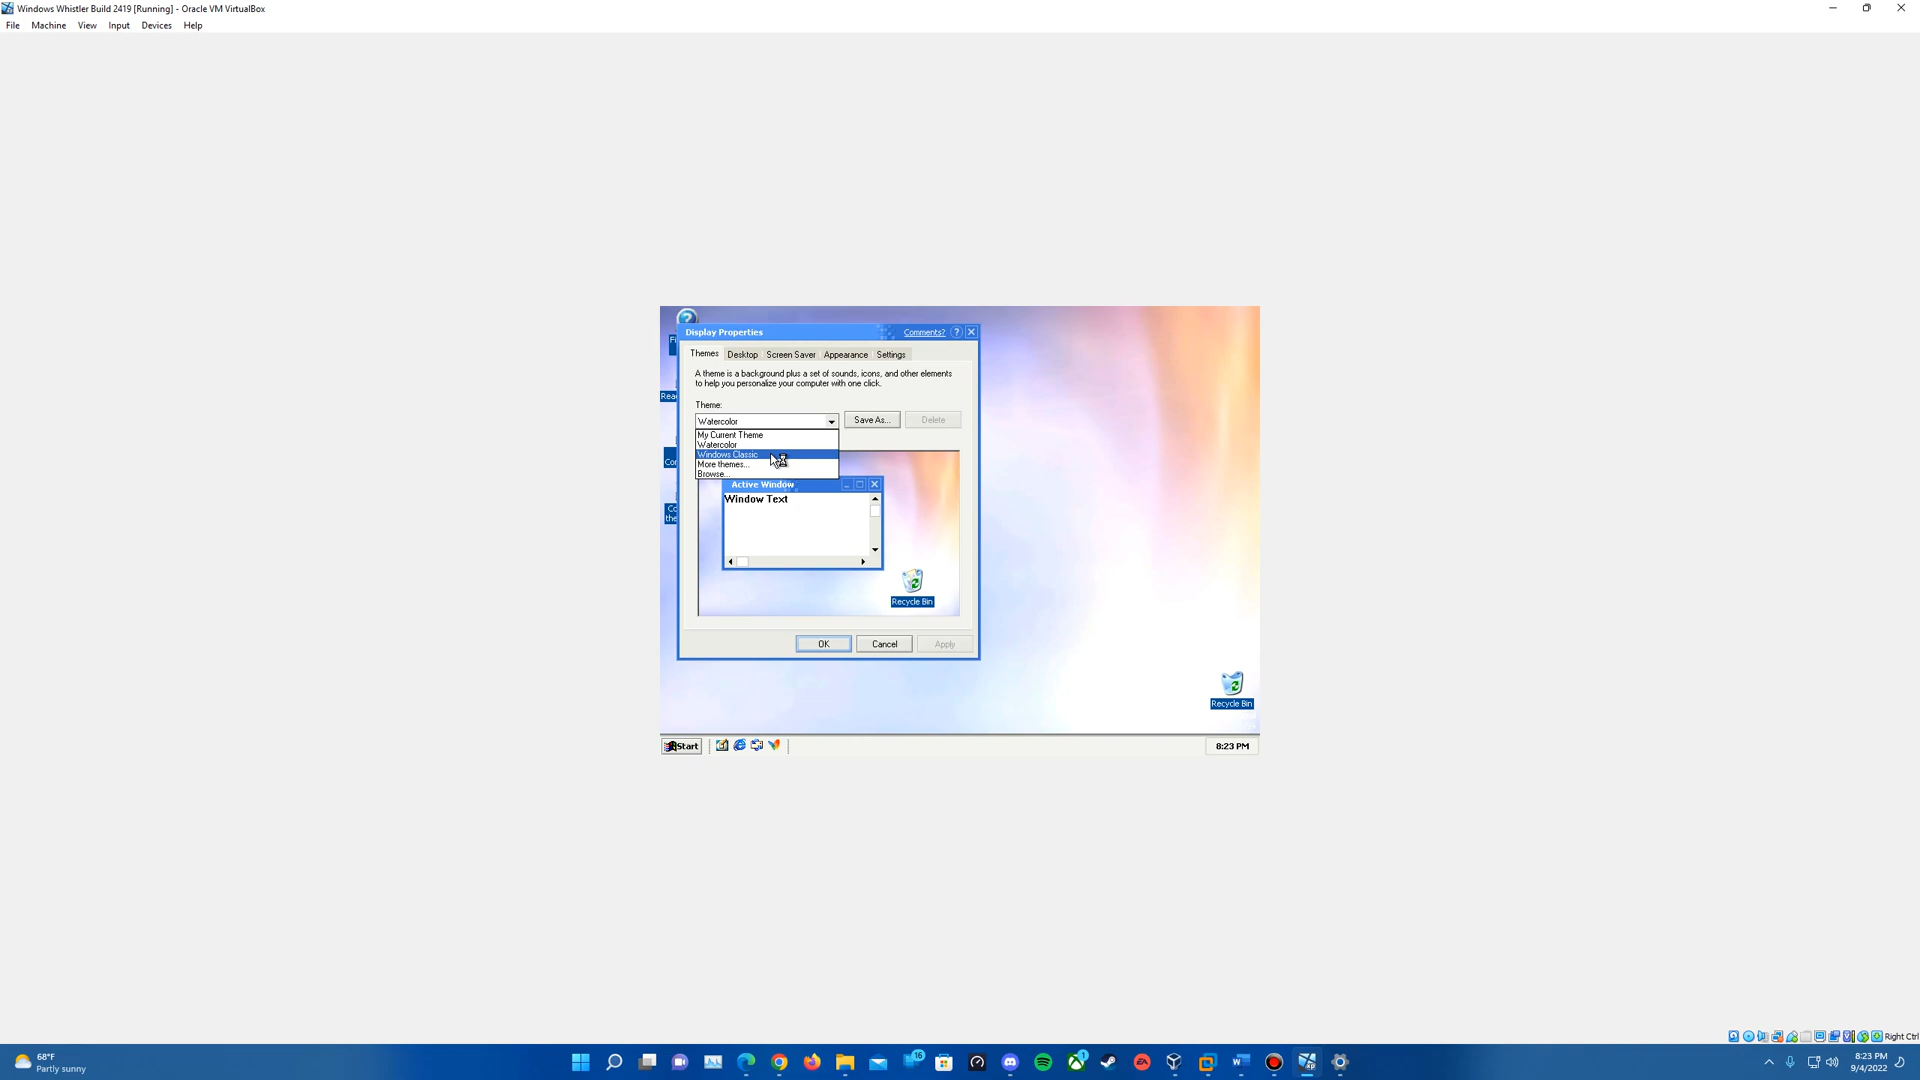 Windows Whistler Build 2419 [Running] - Oracle VM VirtualBox
File Machine View Input Devices Help
Display Properties Comments? ?
Themes Desktop Screen Saver Appearance Settings
A theme is a background plus a set of sounds, icons, and other elements
to help you personalize your computer with one click.
Theme:
Watercolor Save As... Delete
My Current Theme
Watercolor
Windows Classic
More themes...
Browse...
Active Window
Window Text
Recycle Bin
OK Cancel Apply
Recycle Bin
Start 8:23 PM
Right Ctrl
68°F
Partly sunny
16
1
8:23 PM
9/4/2022